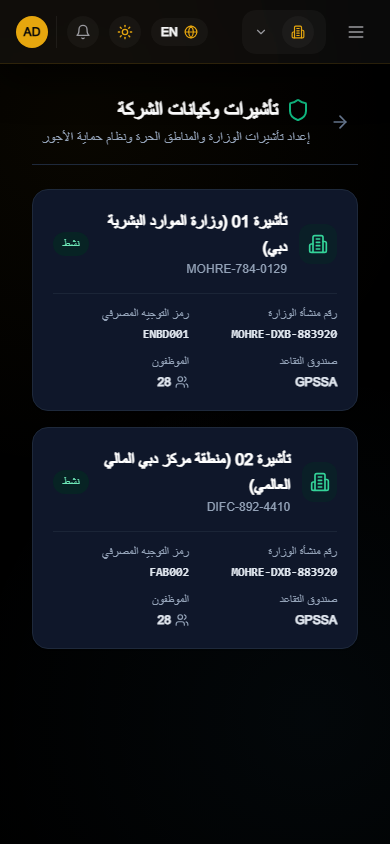 AD
EN
تأشيرات وكيانات الشركة
إعداد تأشيرات الوزارة والمناطق الحرة ونظام حماية الأجور
تأشيرة 01 (وزارة الموارد البشرية
دبي)
MOHRE-784-0129
نشط
رقم منشأة الوزارة
MOHRE-DXB-883920
رمز التوجيه المصرفي
ENBD001
صندوق التقاعد
GPSSA
الموظفون
28
تأشيرة 02 (منطقة مركز دبي المالي
العالمي)
DIFC-892-4410
نشط
رقم منشأة الوزارة
MOHRE-DXB-883920
رمز التوجيه المصرفي
FAB002
صندوق التقاعد
GPSSA
الموظفون
28